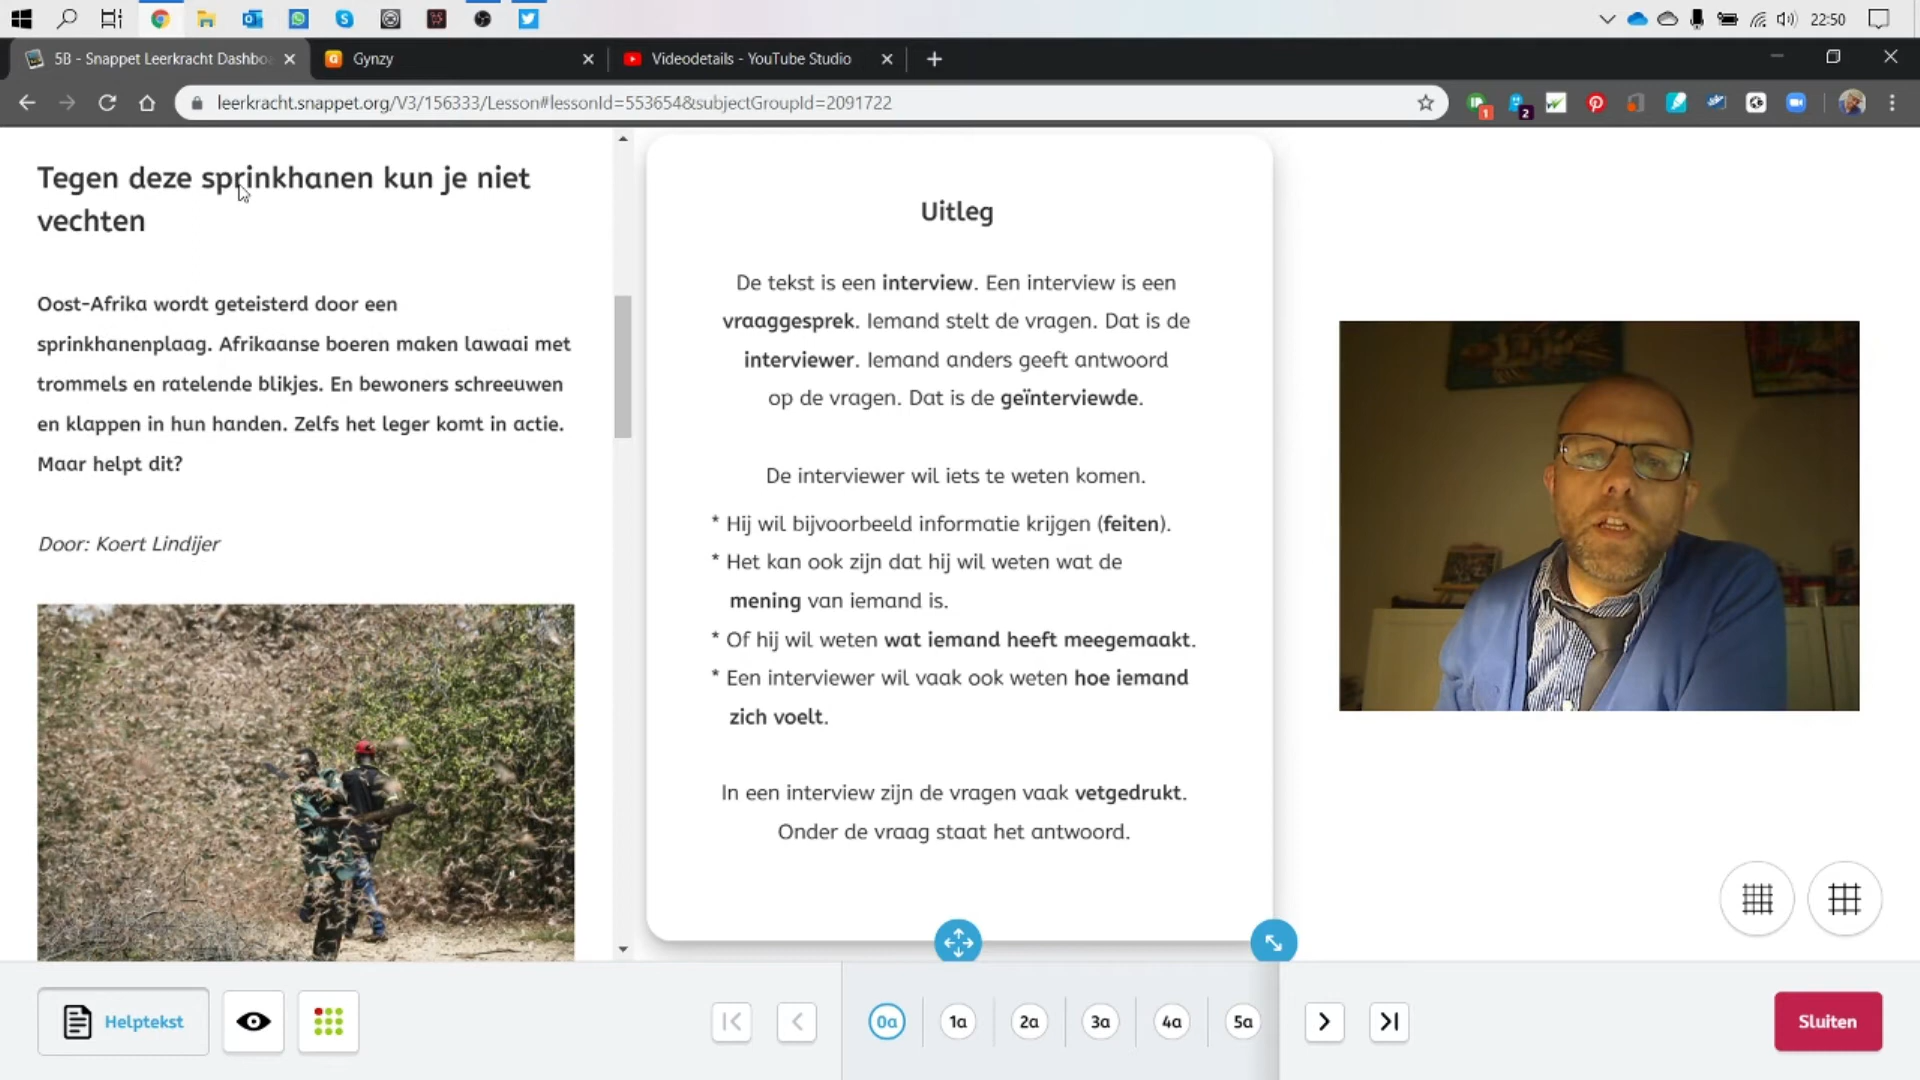 22:50
5B - Snappet Leerkracht Dashbo
Gynzy
Videodetails - YouTube Studio
leerkracht.snappet.org/V3/156333/Lesson#lessonId=553654&subjectGroupId=2091722
1
2
Tegen deze sprinkhanen kun je niet
vechten
Oost-Afrika wordt geteisterd door een
sprinkhanenplaag. Afrikaanse boeren maken lawaai met
trommels en ratelende blikjes. En bewoners schreeuwen
en klappen in hun handen. Zelfs het leger komt in actie.
Maar helpt dit?
Door: Koert Lindijer
Uitleg
De tekst is een interview. Een interview is een
vraaggesprek. Iemand stelt de vragen. Dat is de
interviewer. Iemand anders geeft antwoord
op de vragen. Dat is de geïnterviewde.
De interviewer wil iets te weten komen.
* Hij wil bijvoorbeeld informatie krijgen (feiten).
* Het kan ook zijn dat hij wil weten wat de
mening van iemand is.
* Of hij wil weten wat iemand heeft meegemaakt.
* Een interviewer wil vaak ook weten hoe iemand
zich voelt.
In een interview zijn de vragen vaak vetgedrukt.
Onder de vraag staat het antwoord.
Helptekst
0a
1a
2a
3a
4a
5a
Sluiten